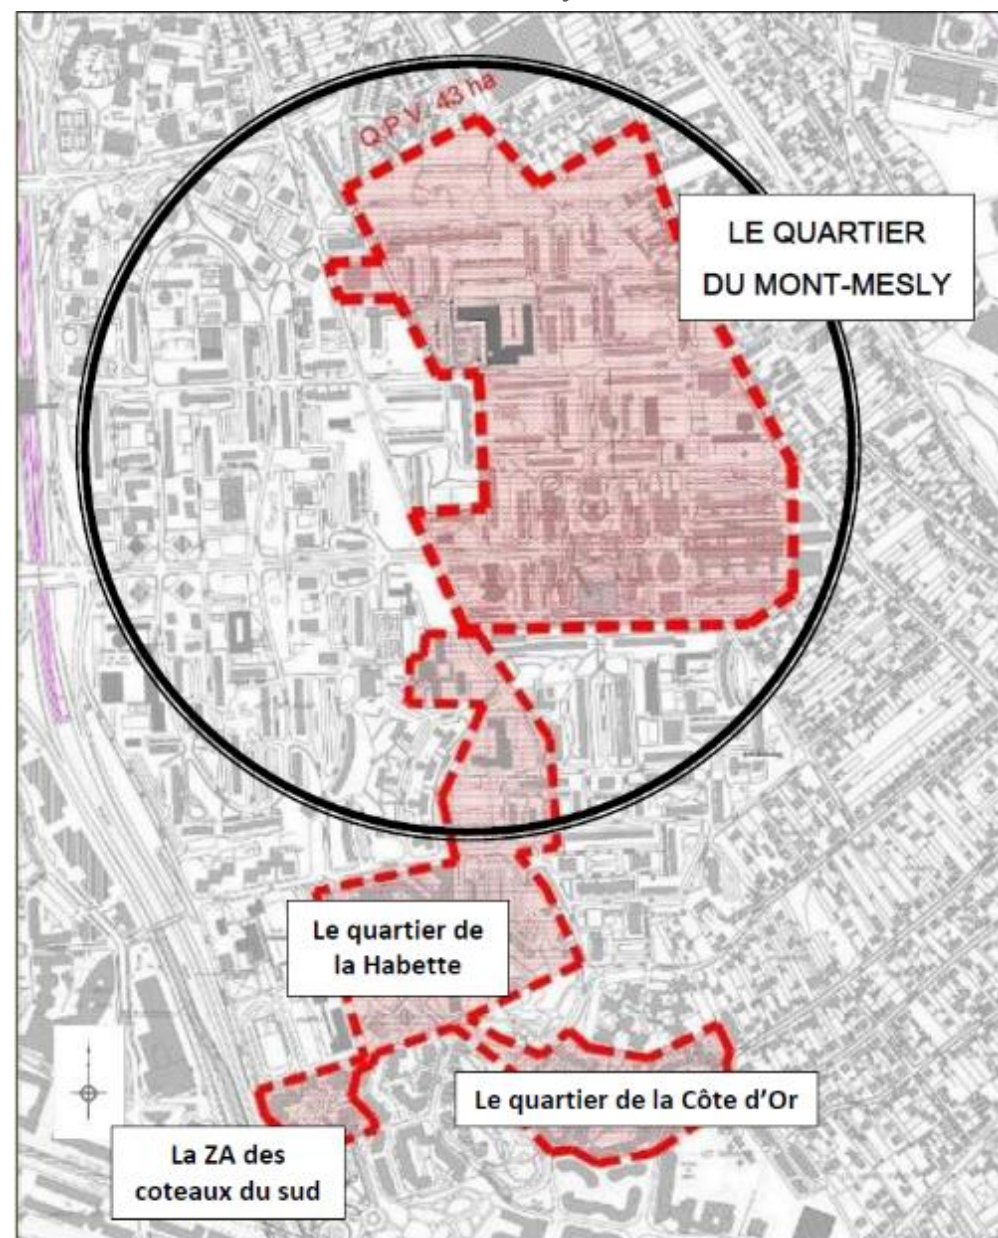 Q.P.V. 43 ha
LE QUARTIER
DU MONT-MESLY
Le quartier de
la Habette
Le quartier de la Côte d'Or
La ZA des
coteaux du sud